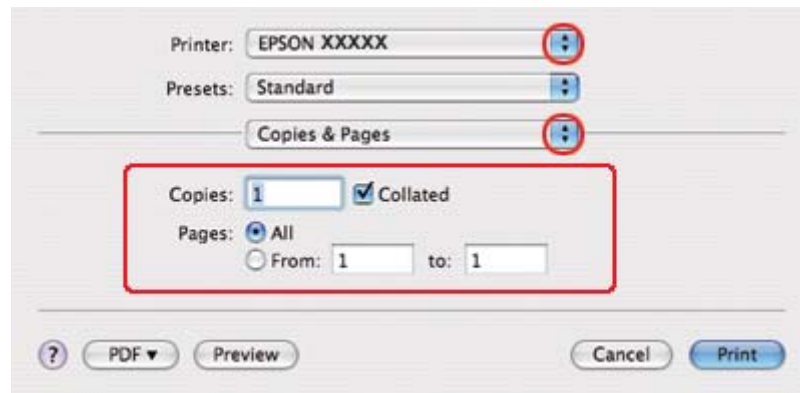 Printer: EPSON XXXXX
Presets: Standard
Copies & Pages
Copies: 1 Collated
Pages: All
From: 1 to: 1
? PDF Preview Cancel Print